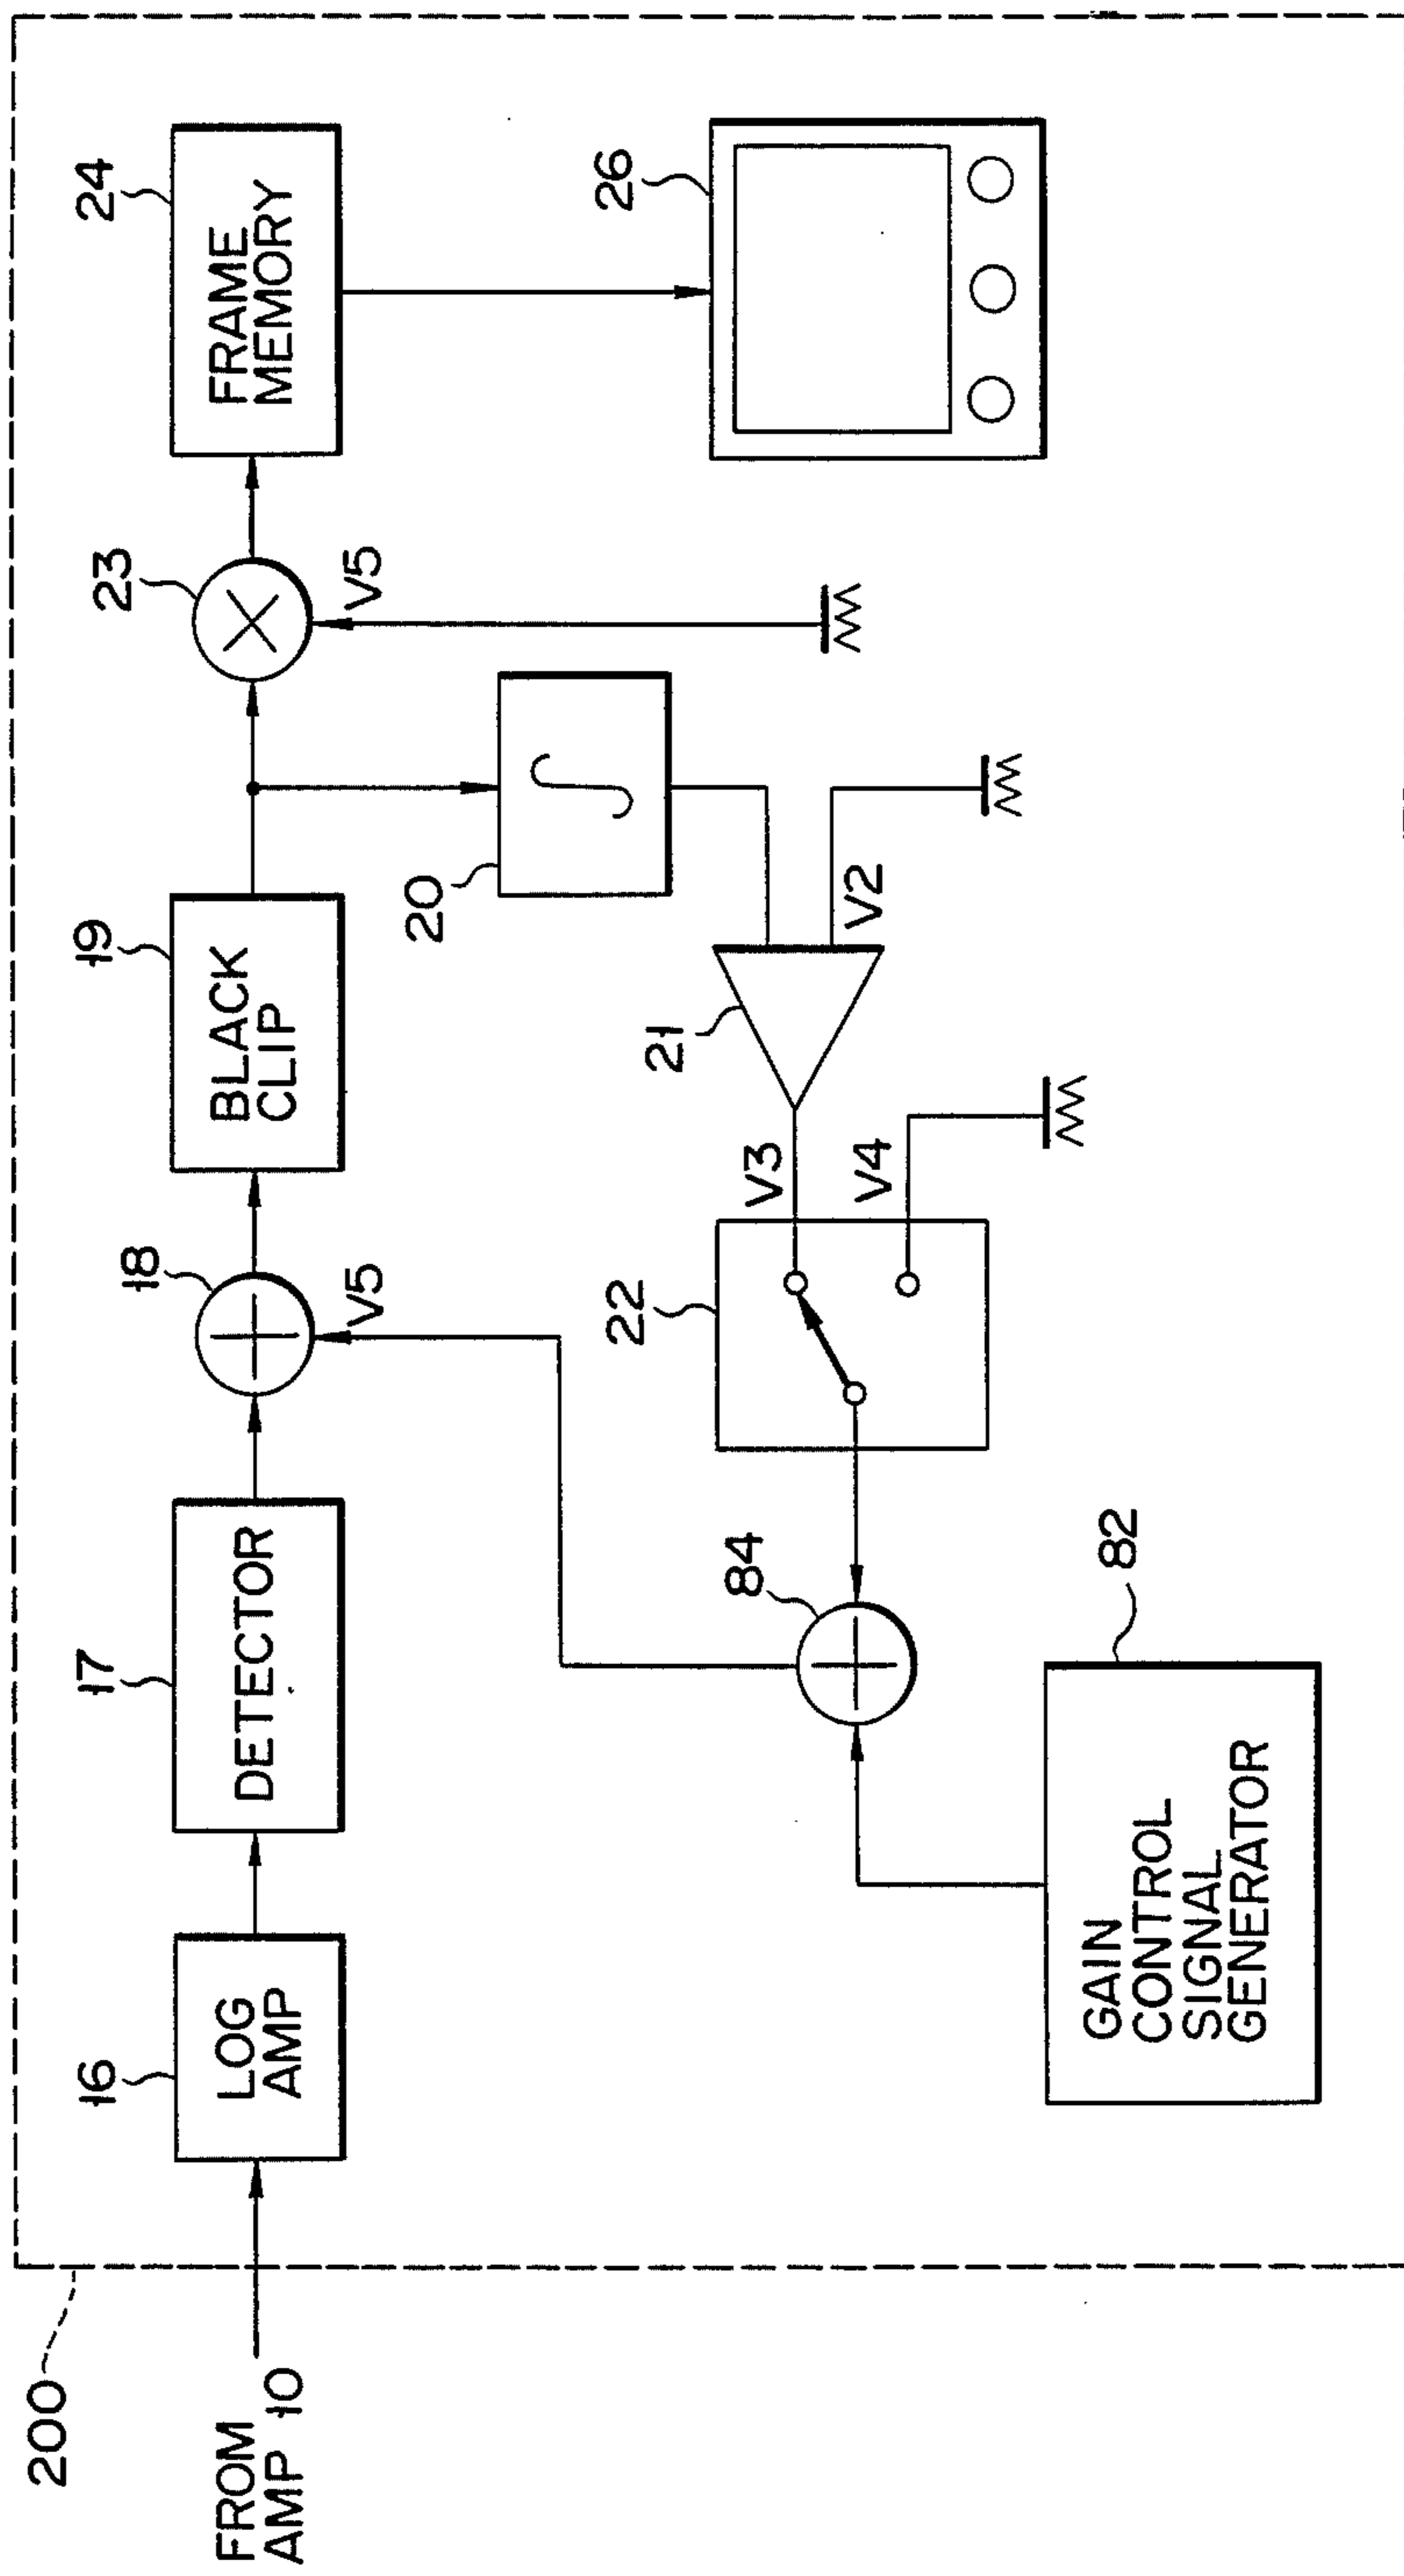 200
FROM
AMP 10
16
LOG
AMP
17
DETECTOR
18
V5
19
BLACK
CLIP
23
V5
24
FRAME
MEMORY
20
∫
26
21
V2
V3
V4
22
84
82
GAIN
CONTROL
SIGNAL
GENERATOR